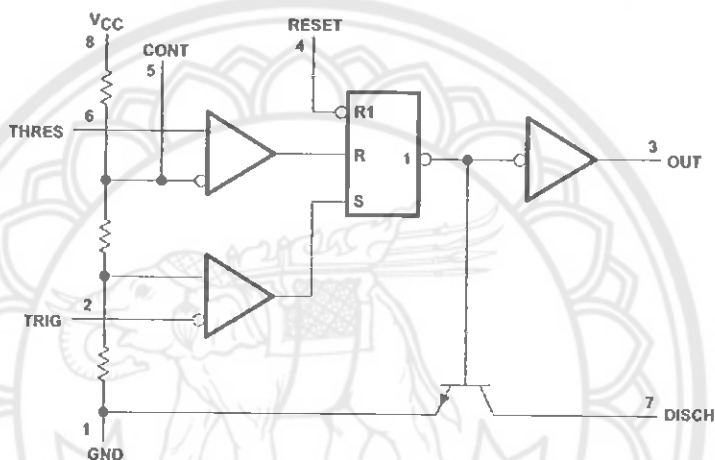 VCC
8
RESET
4
CONT
5
6
THRES
R1
R
1
S
3
OUT
2
TRIG
7
DISCH
1
GND